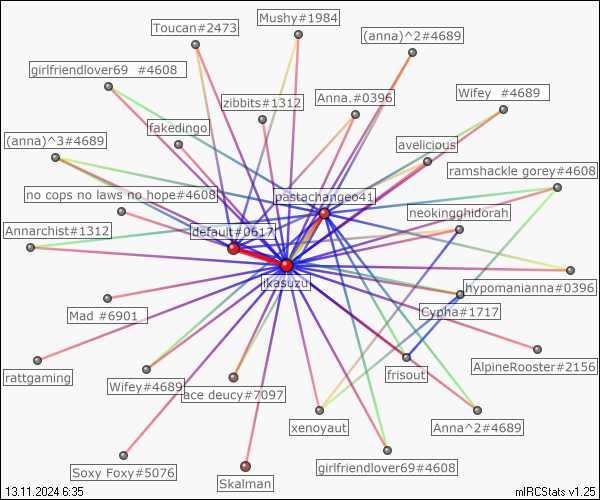 Mushy#1984
Toucan#2473
(anna)^2#4689
girlfriendlover69 #4608
Wifey #4689
zibbits#1312
Anna.#0396
fakedingo
(anna)^3#4689
avelicious
ramshackle gorey#4608
no cops no laws no hope#4608
pastachangeo41
neokingghidorah
Annarchist#1312
default#0617
jkasuzu
hypomanianna#0396
Mad #6901
Cypha#1717
AlpineRooster#2156
rattgaming
frisout
Wifey#4689
ace deucy#7097
xenoyaut
Anna^2#4689
Soxy Foxy#5076
girlfriendlover69#4608
Skalman
13.11.2024 6:35
mIRCStats v1.25